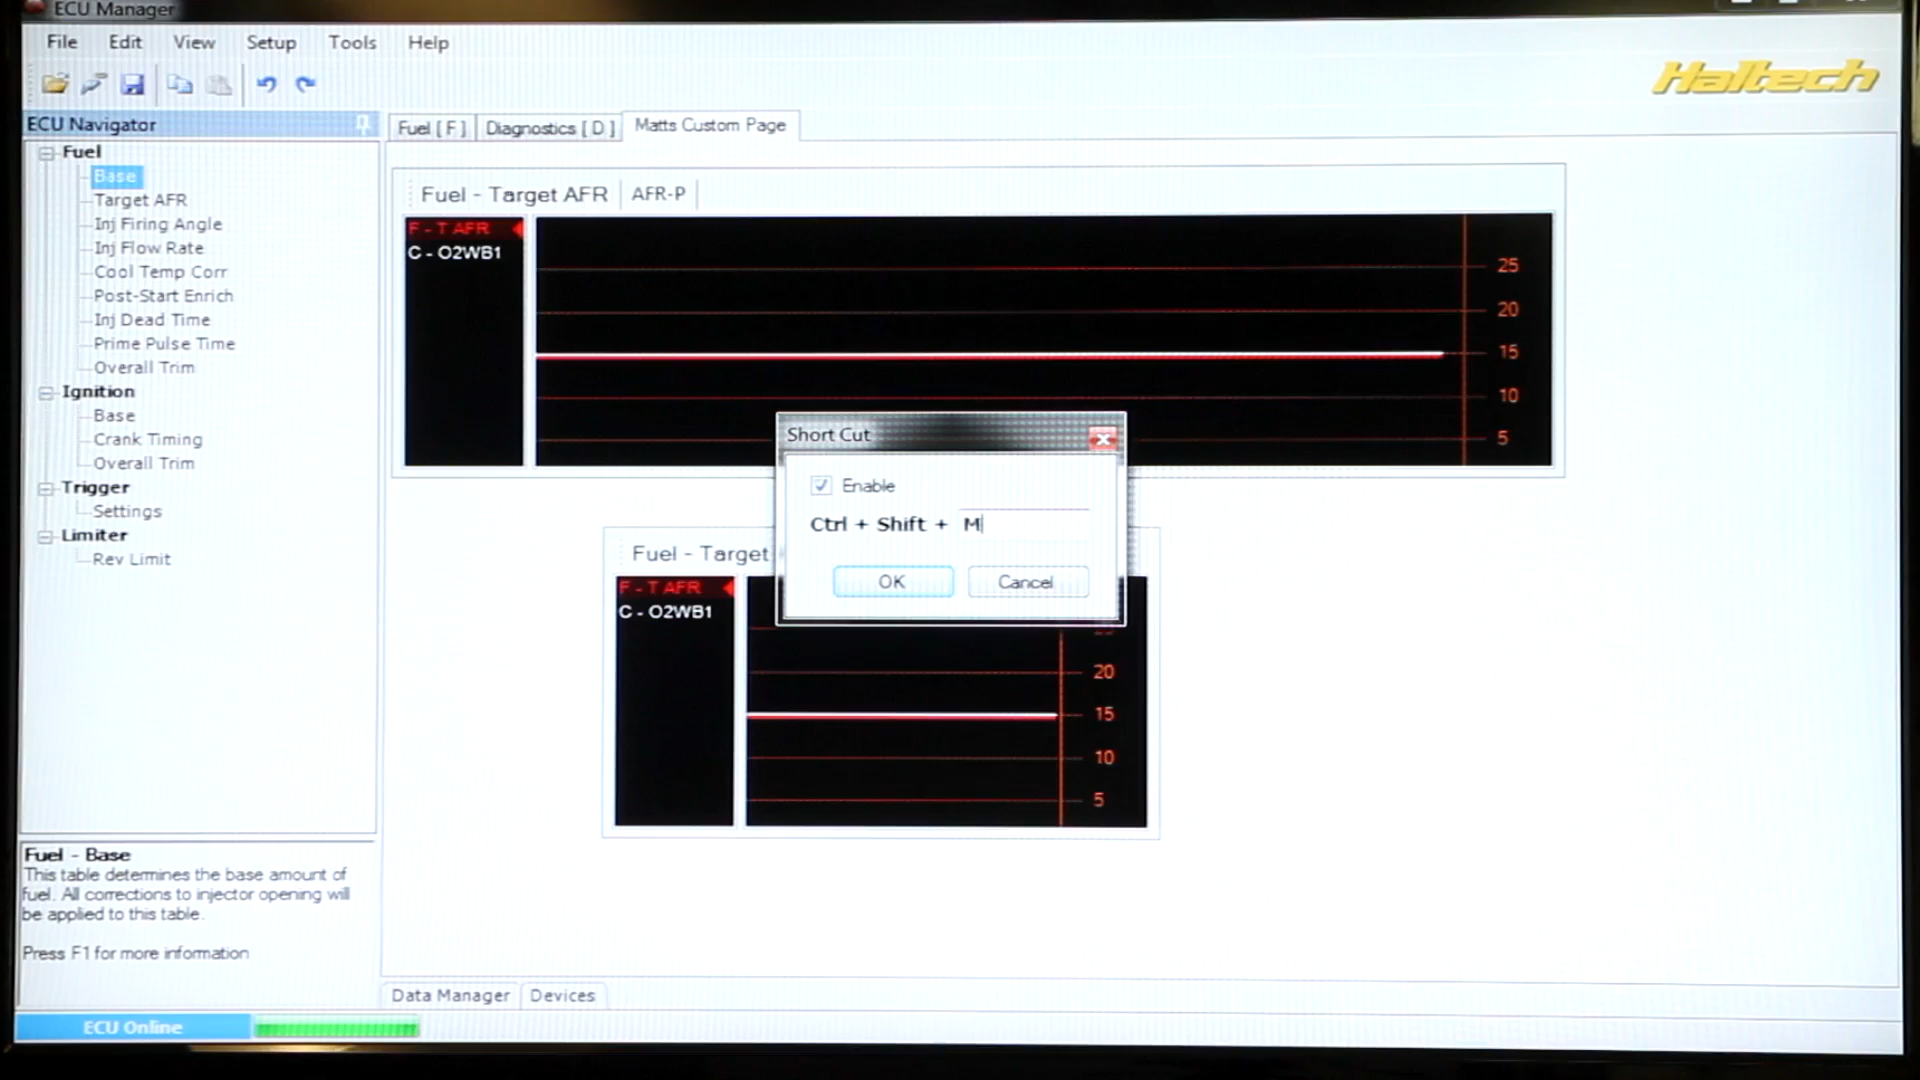 ECU Manager
File Edit View Setup Tools Help
Haltech
ECU Navigator
Fuel [ F ] Diagnostics [ D ] Matts Custom Page
Fuel
Base
Target AFR
Inj Firing Angle
Inj Flow Rate
Cool Temp Corr
Post-Start Enrich
Inj Dead Time
Prime Pulse Time
Overall Trim
Ignition
Base
Crank Timing
Overall Trim
Trigger
Settings
Limiter
Rev Limit
Fuel - Target AFR AFR-P
F - T AFR
C - O2WB1
25
20
15
10
5
Short Cut
Enable
Ctrl + Shift + M
OK Cancel
Fuel - Target
F - T AFR
C - O2WB1
20
15
10
5
Fuel - Base
This table determines the base amount of
fuel. All corrections to injector opening will
be applied to this table.
Press F1 for more information
Data Manager Devices
ECU Online